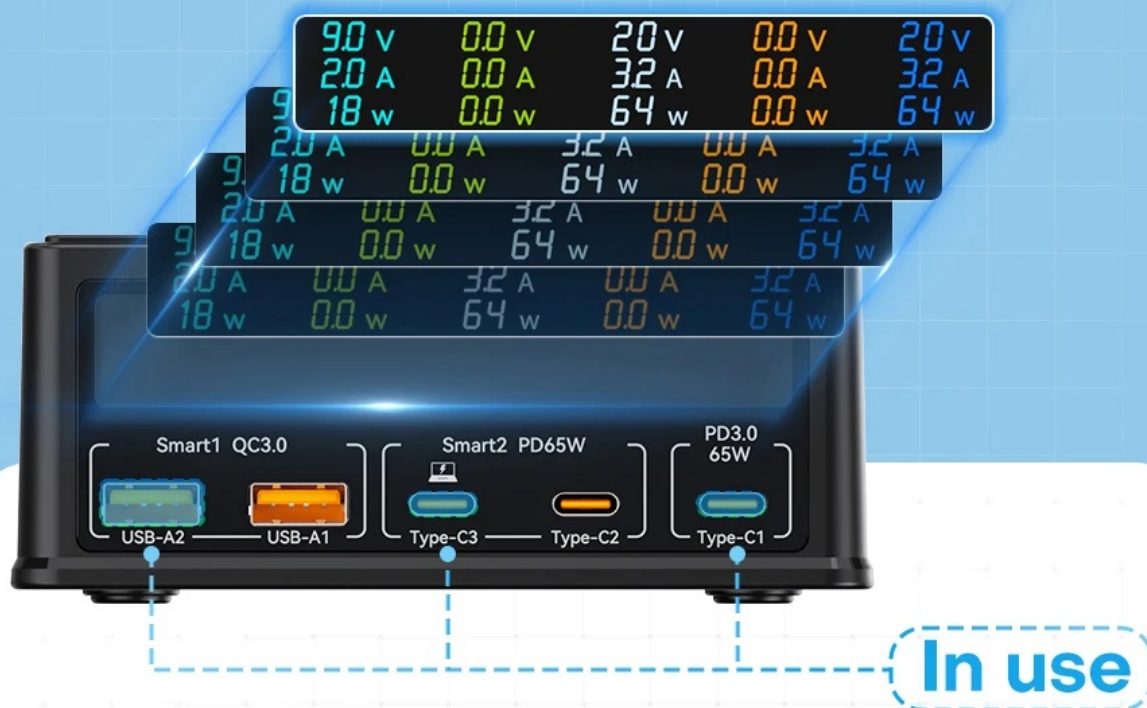 9.0 V 0.0 V 20 V 0.0 V 20 V
2.0 A 0.0 A 3.2 A 0.0 A 3.2 A
18 W 0.0 W 64 W 0.0 W 64 W
9.
2.0 A 0.0 A 3.2 A 0.0 A 3.2 A
18 W 0.0 W 64 W 0.0 W 64 W
9.
2.0 A 0.0 A 3.2 A 0.0 A 3.2 A
18 W 0.0 W 64 W 0.0 W 64 W
9
2.0 A 0.0 A 3.2 A 0.0 A 3.2 A
18 W 0.0 W 64 W 0.0 W 64 W
Smart1 QC3.0 Smart2 PD65W PD3.0
65W
USB-A2 USB-A1 Type-C3 Type-C2 Type-C1
In use